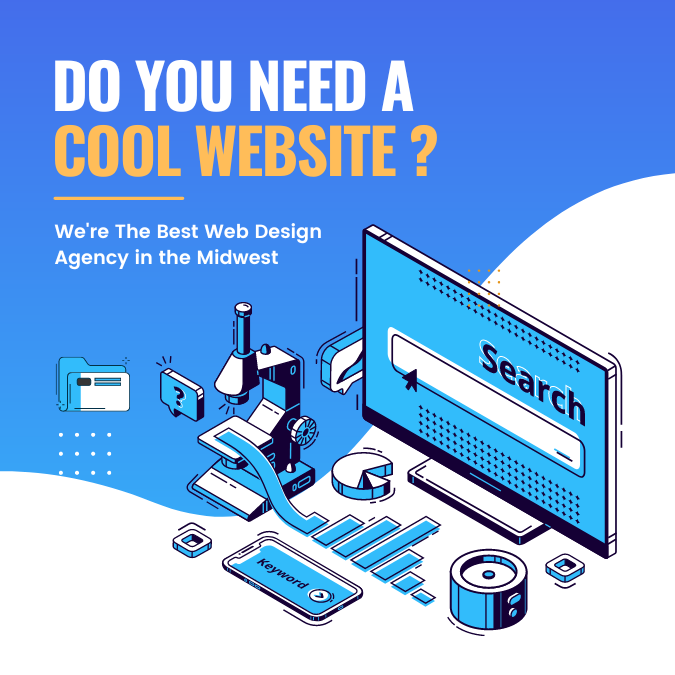 DO YOU NEED A
COOL WEBSITE ?
We're The Best Web Design
Agency in the Midwest
Search
?
Keyword